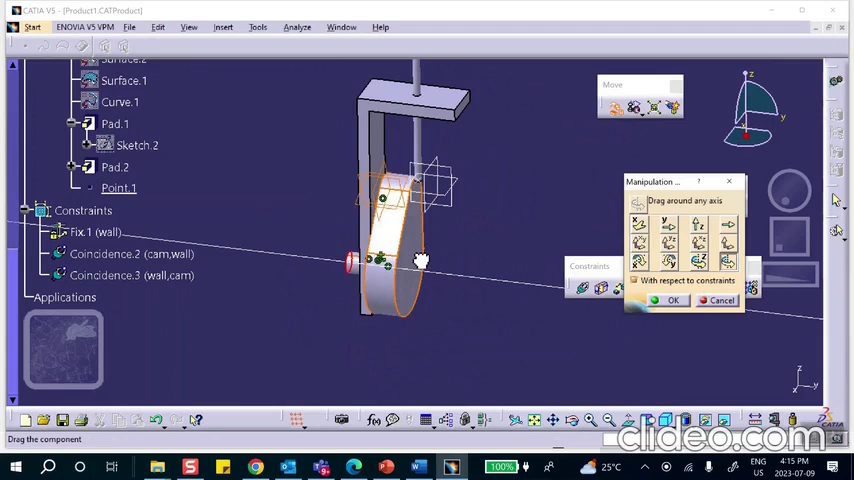 CATIA V5 - [Product1.CATProduct]
Start ENOVIA V5 VPM File Edit View Insert Tools Analyze Window Help
Surface.2
Surface.1
Curve.1
Pad.1
Sketch.2
Pad.2
Point.1
Constraints
Fix.1 (wall)
Coincidence.2 (cam,wall)
Coincidence.3 (wall,cam)
Applications
Move
z
y
x
Manipulation ... ? ×
Drag around any axis
With respect to constraints
OK Cancel
Constraints
z
x y
f(x)
Drag the component
CATIA
clideo.com
100%
25°C
ENG
US
4:15 PM
2023-07-09